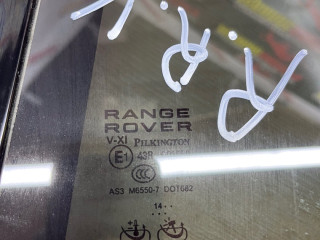 R.R.
RANGE
ROVER
V-XI PILKINGTON
E1 43R
CCC
AS3 M6550-7 DOT682
14